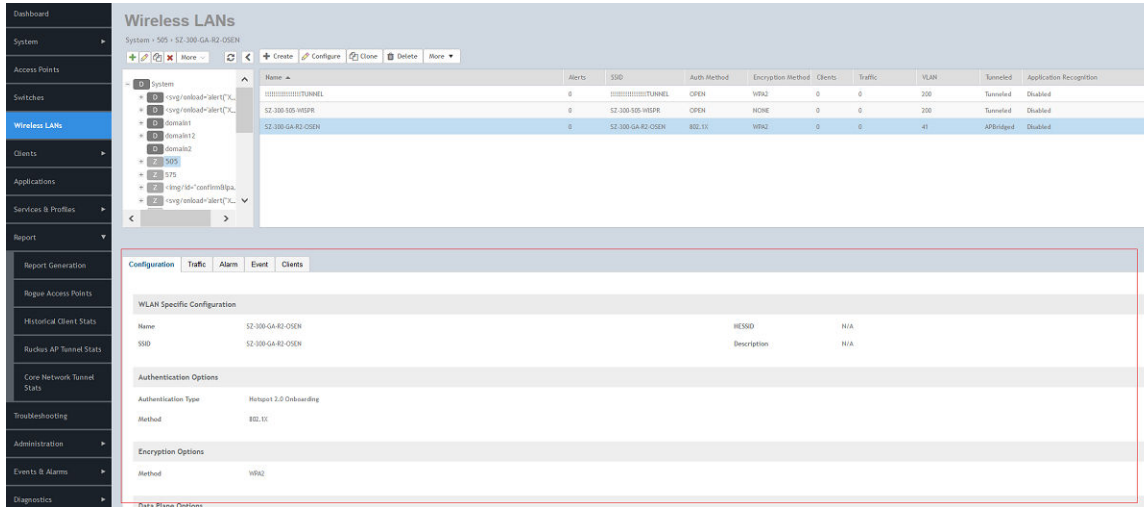 Dashboard
System
Access Points
Switches
Wireless LANs
Clients
Applications
Services & Profiles
Report
Report Generation
Rogue Access Points
Historical Client Stats
Ruckus AP Tunnel Stats
Core Network Tunnel
Stats
Troubleshooting
Administration
Events & Alarms
Diagnostics
Wireless LANs
System > 505 > SZ-300-GA-R2-OSEN
More
Create Configure Clone Delete More
D System
D <svg/onload='alert("X...
D <svg/onload='alert("X...
D domain1
D domain12
D domain2
Z 505
Z 575
Z <img/id="confirm&lpa...
Z <svg/onload='alert("X...
Name Alerts SSID Auth Method Encryption Method Clients Traffic VLAN Tunneled Application Recognition
0 OPEN WPA2 0 0 200 Tunneled Disabled
SZ-300-505-WISPR 0 SZ-300-505-WISPR OPEN NONE 0 0 200 Tunneled Disabled
SZ-300-GA-R2-OSEN 0 SZ-300-GA-R2-OSEN 802.1X WPA2 0 0 41 APBridged Disabled
Configuration Traffic Alarm Event Clients
WLAN Specific Configuration
Name SZ-300-GA-R2-OSEN HESSID N/A
SSID SZ-300-GA-R2-OSEN Description N/A
Authentication Options
Authentication Type Hotspot 2.0 Onboarding
Method 802.1X
Encryption Options
Method WPA2
Data Plane Options